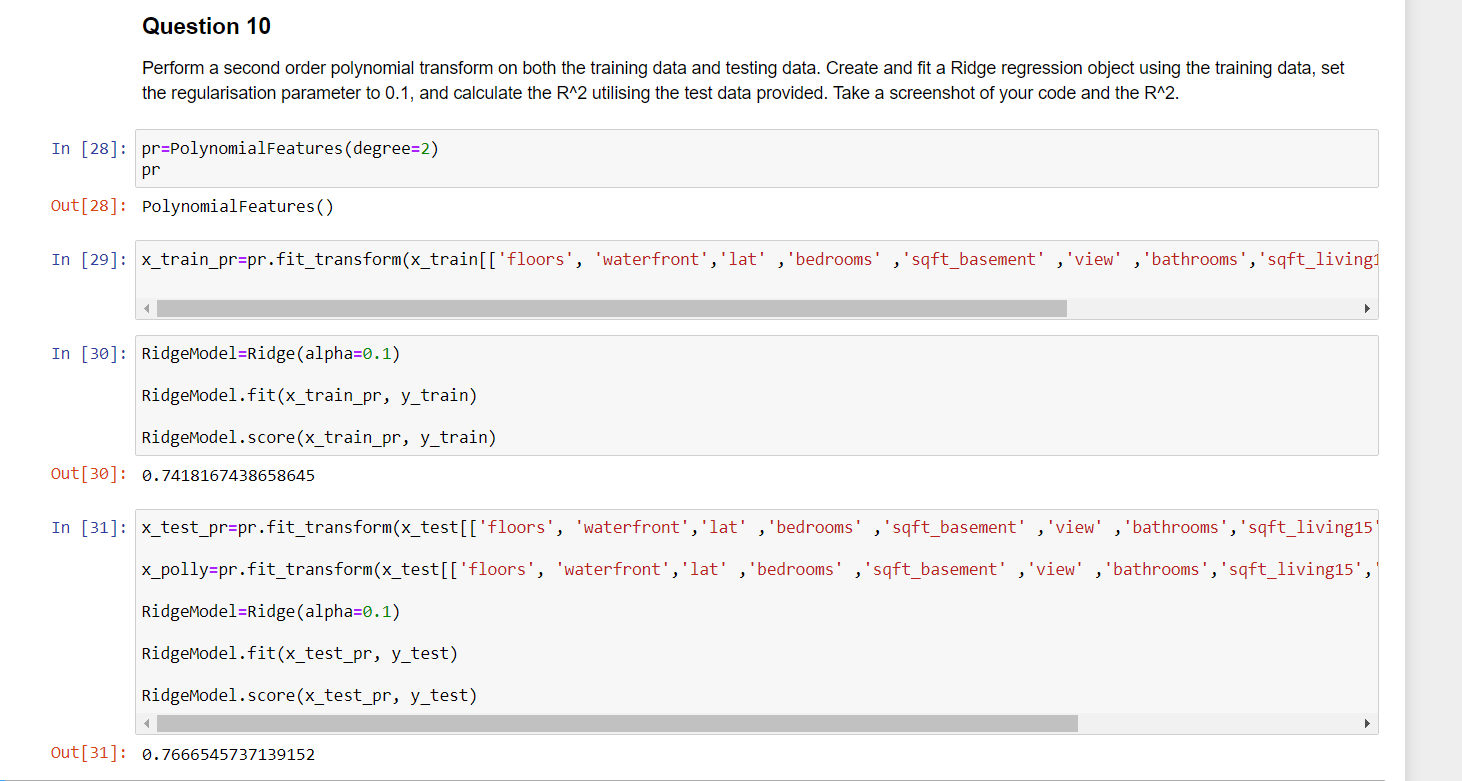 Question 10
Perform a second order polynomial transform on both the training data and testing data. Create and fit a Ridge regression object using the training data, set
the regularisation parameter to 0.1, and calculate the R^2 utilising the test data provided. Take a screenshot of your code and the R^2.
In [28]: pr=PolynomialFeatures(degree=2)
pr
Out[28]: PolynomialFeatures()
In [29]: x_train_pr=pr.fit_transform(x_train[['floors', 'waterfront','lat' ,'bedrooms' ,'sqft_basement' ,'view' ,'bathrooms','sqft_living1
In [30]: RidgeModel=Ridge(alpha=0.1)
RidgeModel.fit(x_train_pr, y_train)
RidgeModel.score(x_train_pr, y_train)
Out[30]: 0.7418167438658645
In [31]: x_test_pr=pr.fit_transform(x_test[['floors', 'waterfront','lat' ,'bedrooms' ,'sqft_basement' ,'view' ,'bathrooms','sqft_living15'
x_polly=pr.fit_transform(x_test[['floors', 'waterfront','lat' ,'bedrooms' ,'sqft_basement' ,'view' ,'bathrooms','sqft_living15','
RidgeModel=Ridge(alpha=0.1)
RidgeModel.fit(x_test_pr, y_test)
RidgeModel.score(x_test_pr, y_test)
Out[31]: 0.7666545737139152